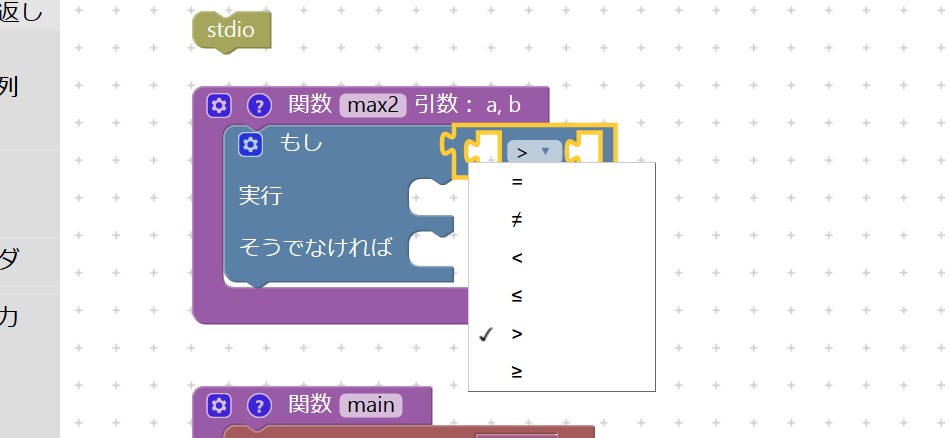 返し
stdio
列
関数 max2 引数： a, b
もし
> ▼
実行
=
≠
そうでなければ
<
ダ
≤
カ
✓ >
≥
関数 main